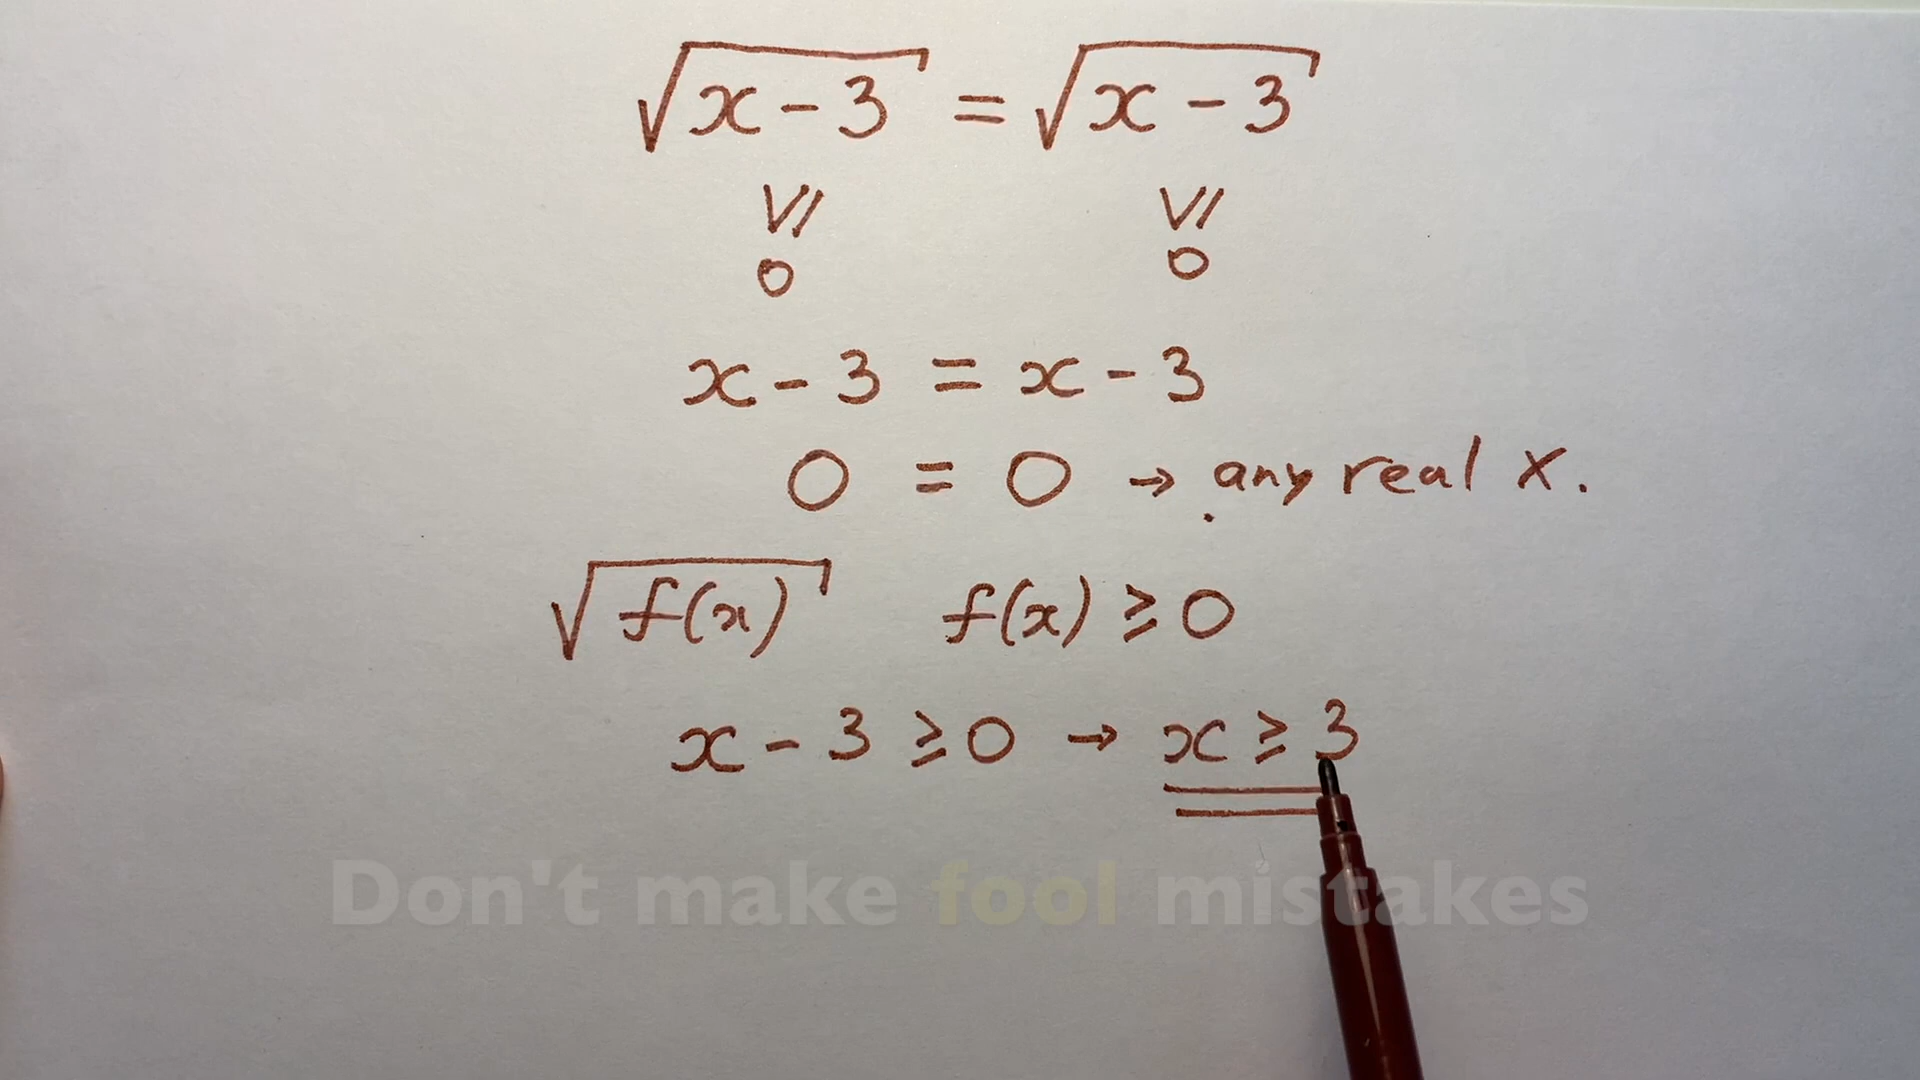 √x - 3 = √x - 3
V/ V/
0 0
x - 3 = x - 3
0 = 0 → any real x.
√f(x) f(x) ≥ 0
x - 3 ≥ 0 → x ≥ 3
Don't make fool mistakes